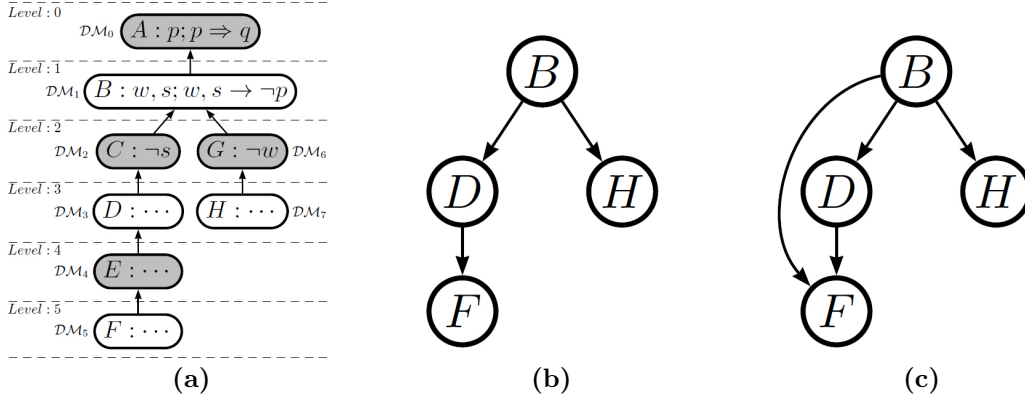 Level : 0
DM₀ A : p; p ⇒ q
Level : 1
DM₁ B : w, s; w, s → ¬p
Level : 2
DM₂ C : ¬s G : ¬w DM₆
Level : 3
DM₃ D : ··· H : ··· DM₇
Level : 4
DM₄ E : ···
Level : 5
DM₅ F : ···
(a)
B
D H
F
(b)
B
D H
F
(c)